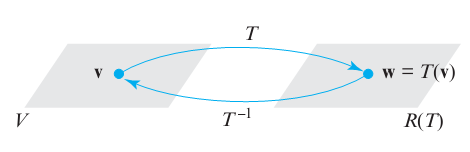 T
v
w = T(v)
V
T⁻¹
R(T)